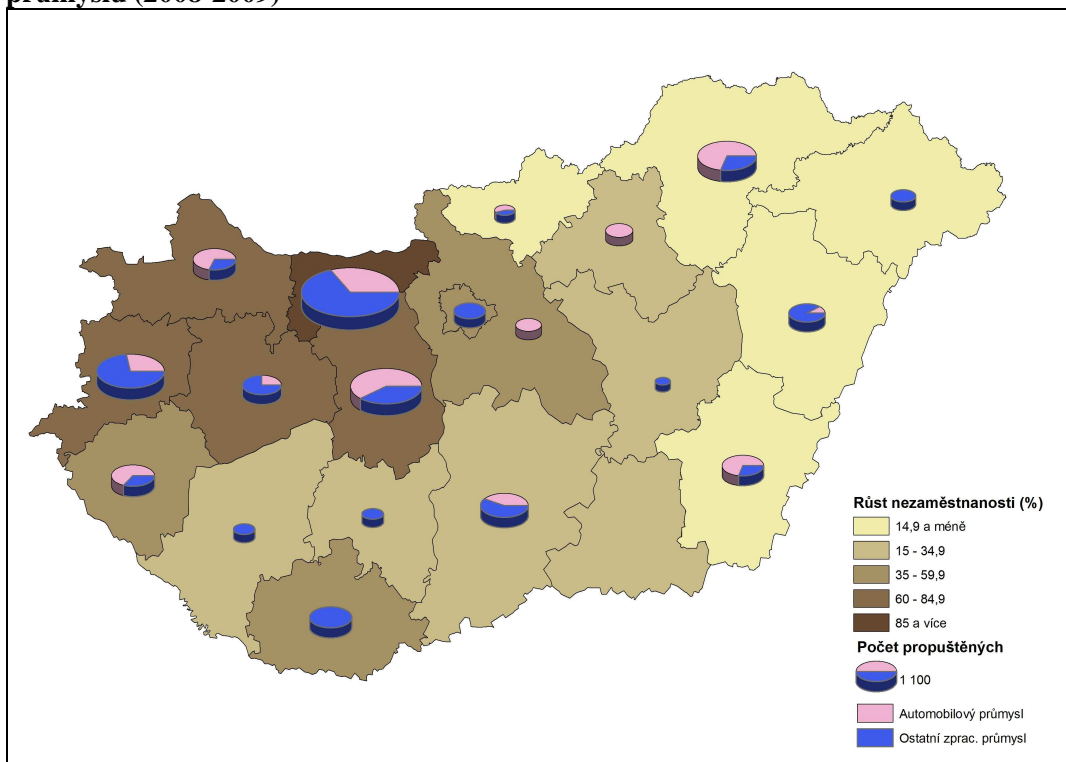 průmyslu (2008-2009)
Růst nezaměstnanosti (%)
14,9 a méně
15 - 34,9
35 - 59,9
60 - 84,9
85 a více
Počet propuštěných
1 100
Automobilový průmysl
Ostatní zprac. průmysl